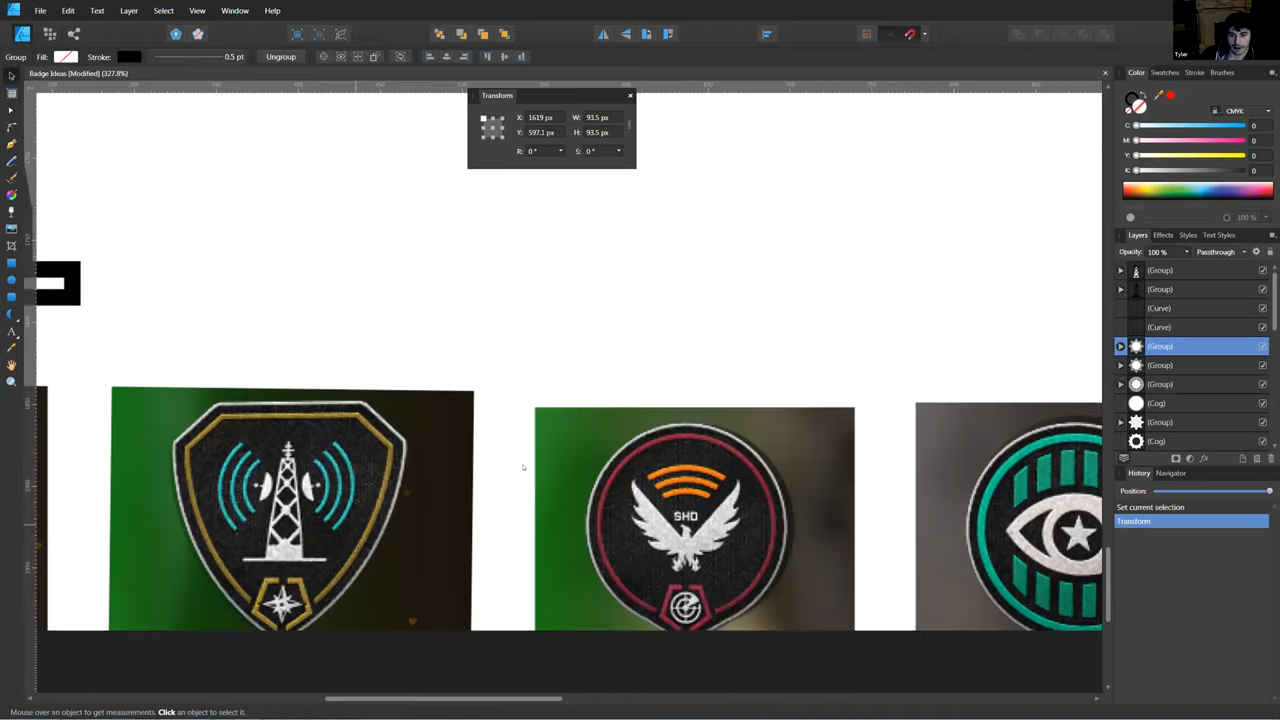 File Edit Text Layer Select View Window Help
Tyler
Group Fill: Stroke: 0.5 pt Ungroup
Badge Ideas [Modified] (327.8%)
Transform
X: 1619 px W: 93.5 px
Y: 597.1 px H: 93.5 px
R: 0 ° S: 0 °
Color Swatches Stroke Brushes
CMYK
C: 0
M: 0
Y: 0
K: 0
100 %
Layers Effects Styles Text Styles
Opacity: 100 % Passthrough
(Group)
(Group)
(Curve)
(Curve)
(Group)
(Group)
(Group)
(Cog)
(Group)
(Cog)
History Navigator
Position:
Set current selection
Transform
SHD
Mouse over an object to get measurements. Click an object to select it.